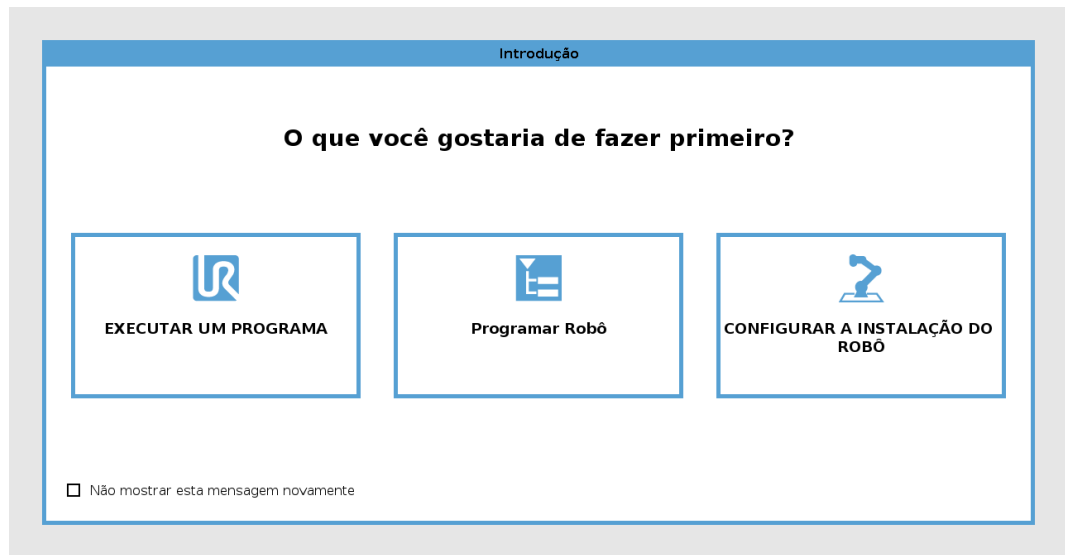 Introdução
O que você gostaria de fazer primeiro?
EXECUTAR UM PROGRAMA
Programar Robô
CONFIGURAR A INSTALAÇÃO DO
ROBÔ
Não mostrar esta mensagem novamente